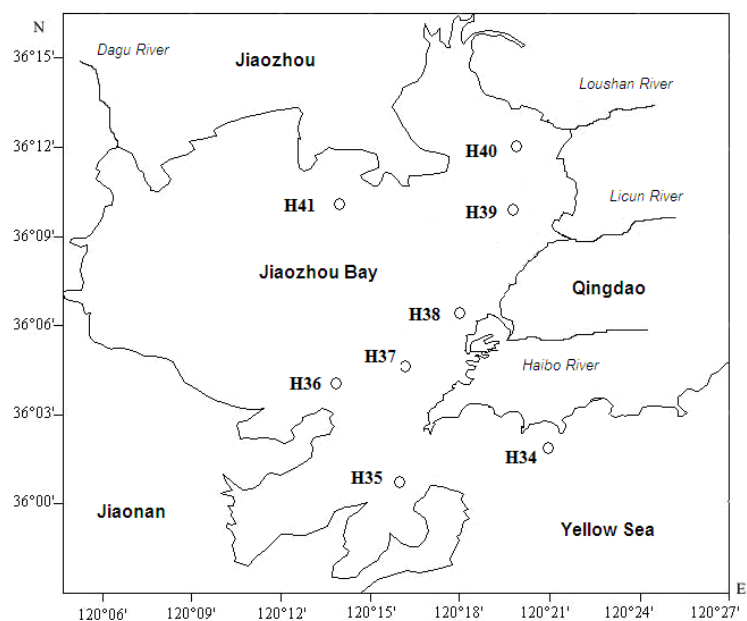 N
Dagu River
36°15'
Jiaozhou
Loushan River
36°12'
H40
Licun River
H41
H39
36°09'
Jiaozhou Bay
Qingdao
H38
36°06'
H37
Haibo River
H36
36°03'
H34
H35
36°00'
Jiaonan
Yellow Sea
E
120°06' 120°09' 120°12' 120°15' 120°18' 120°21' 120°24' 120°27'